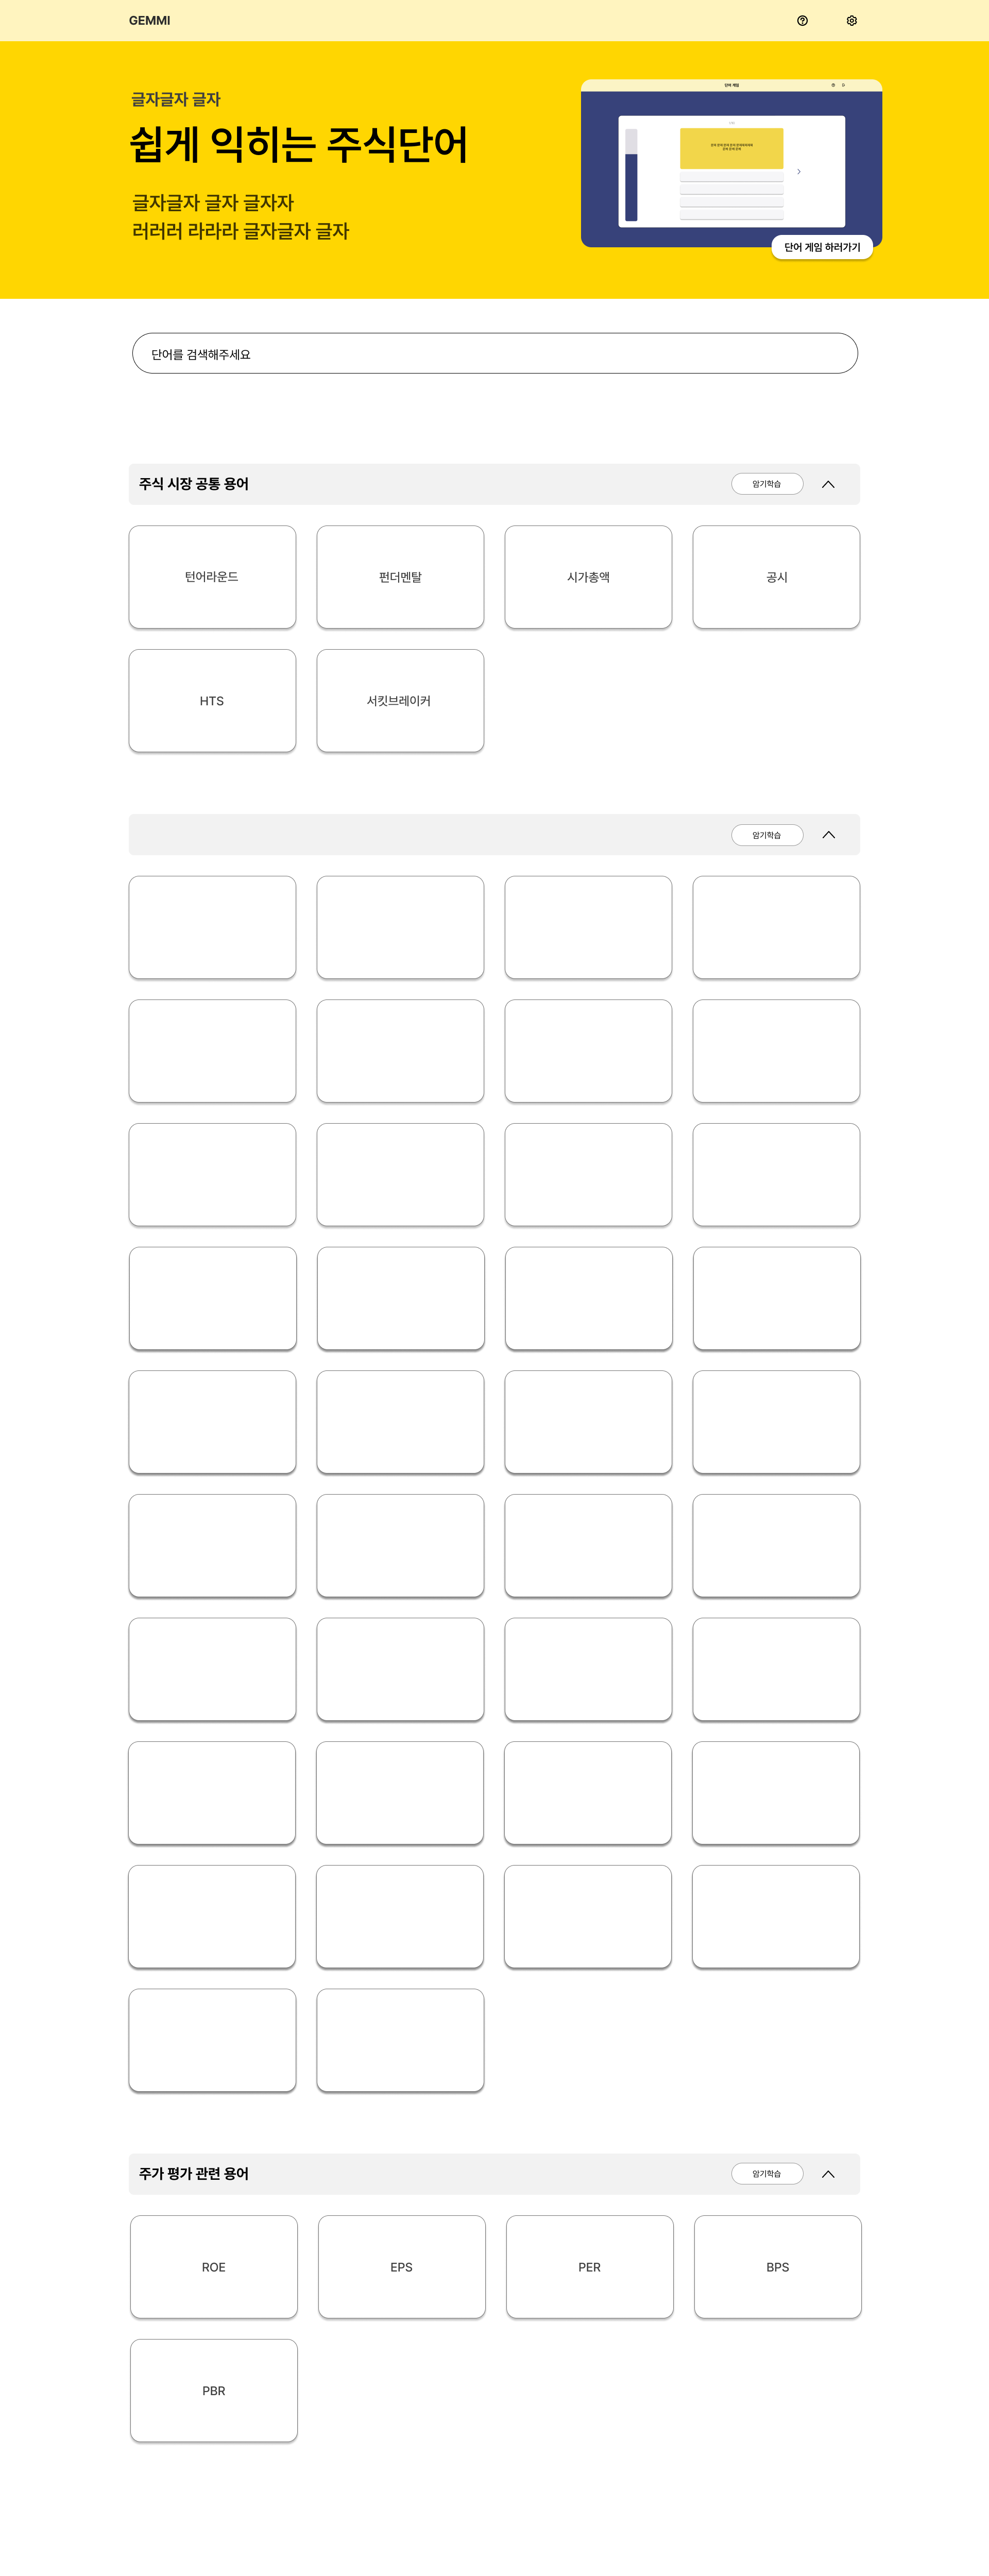 GEMMI
글자글자 글자
쉽게 익히는 주식단어
글자글자 글자 글자자
러러러 라라라 글자글자 글자
단어 게임
단어 게임 하러가기
단어를 검색해주세요
주식 시장 공통 용어
암기학습
턴어라운드
펀더멘탈
시가총액
공시
HTS
서킷브레이커
암기학습
주가 평가 관련 용어
암기학습
ROE
EPS
PER
BPS
PBR